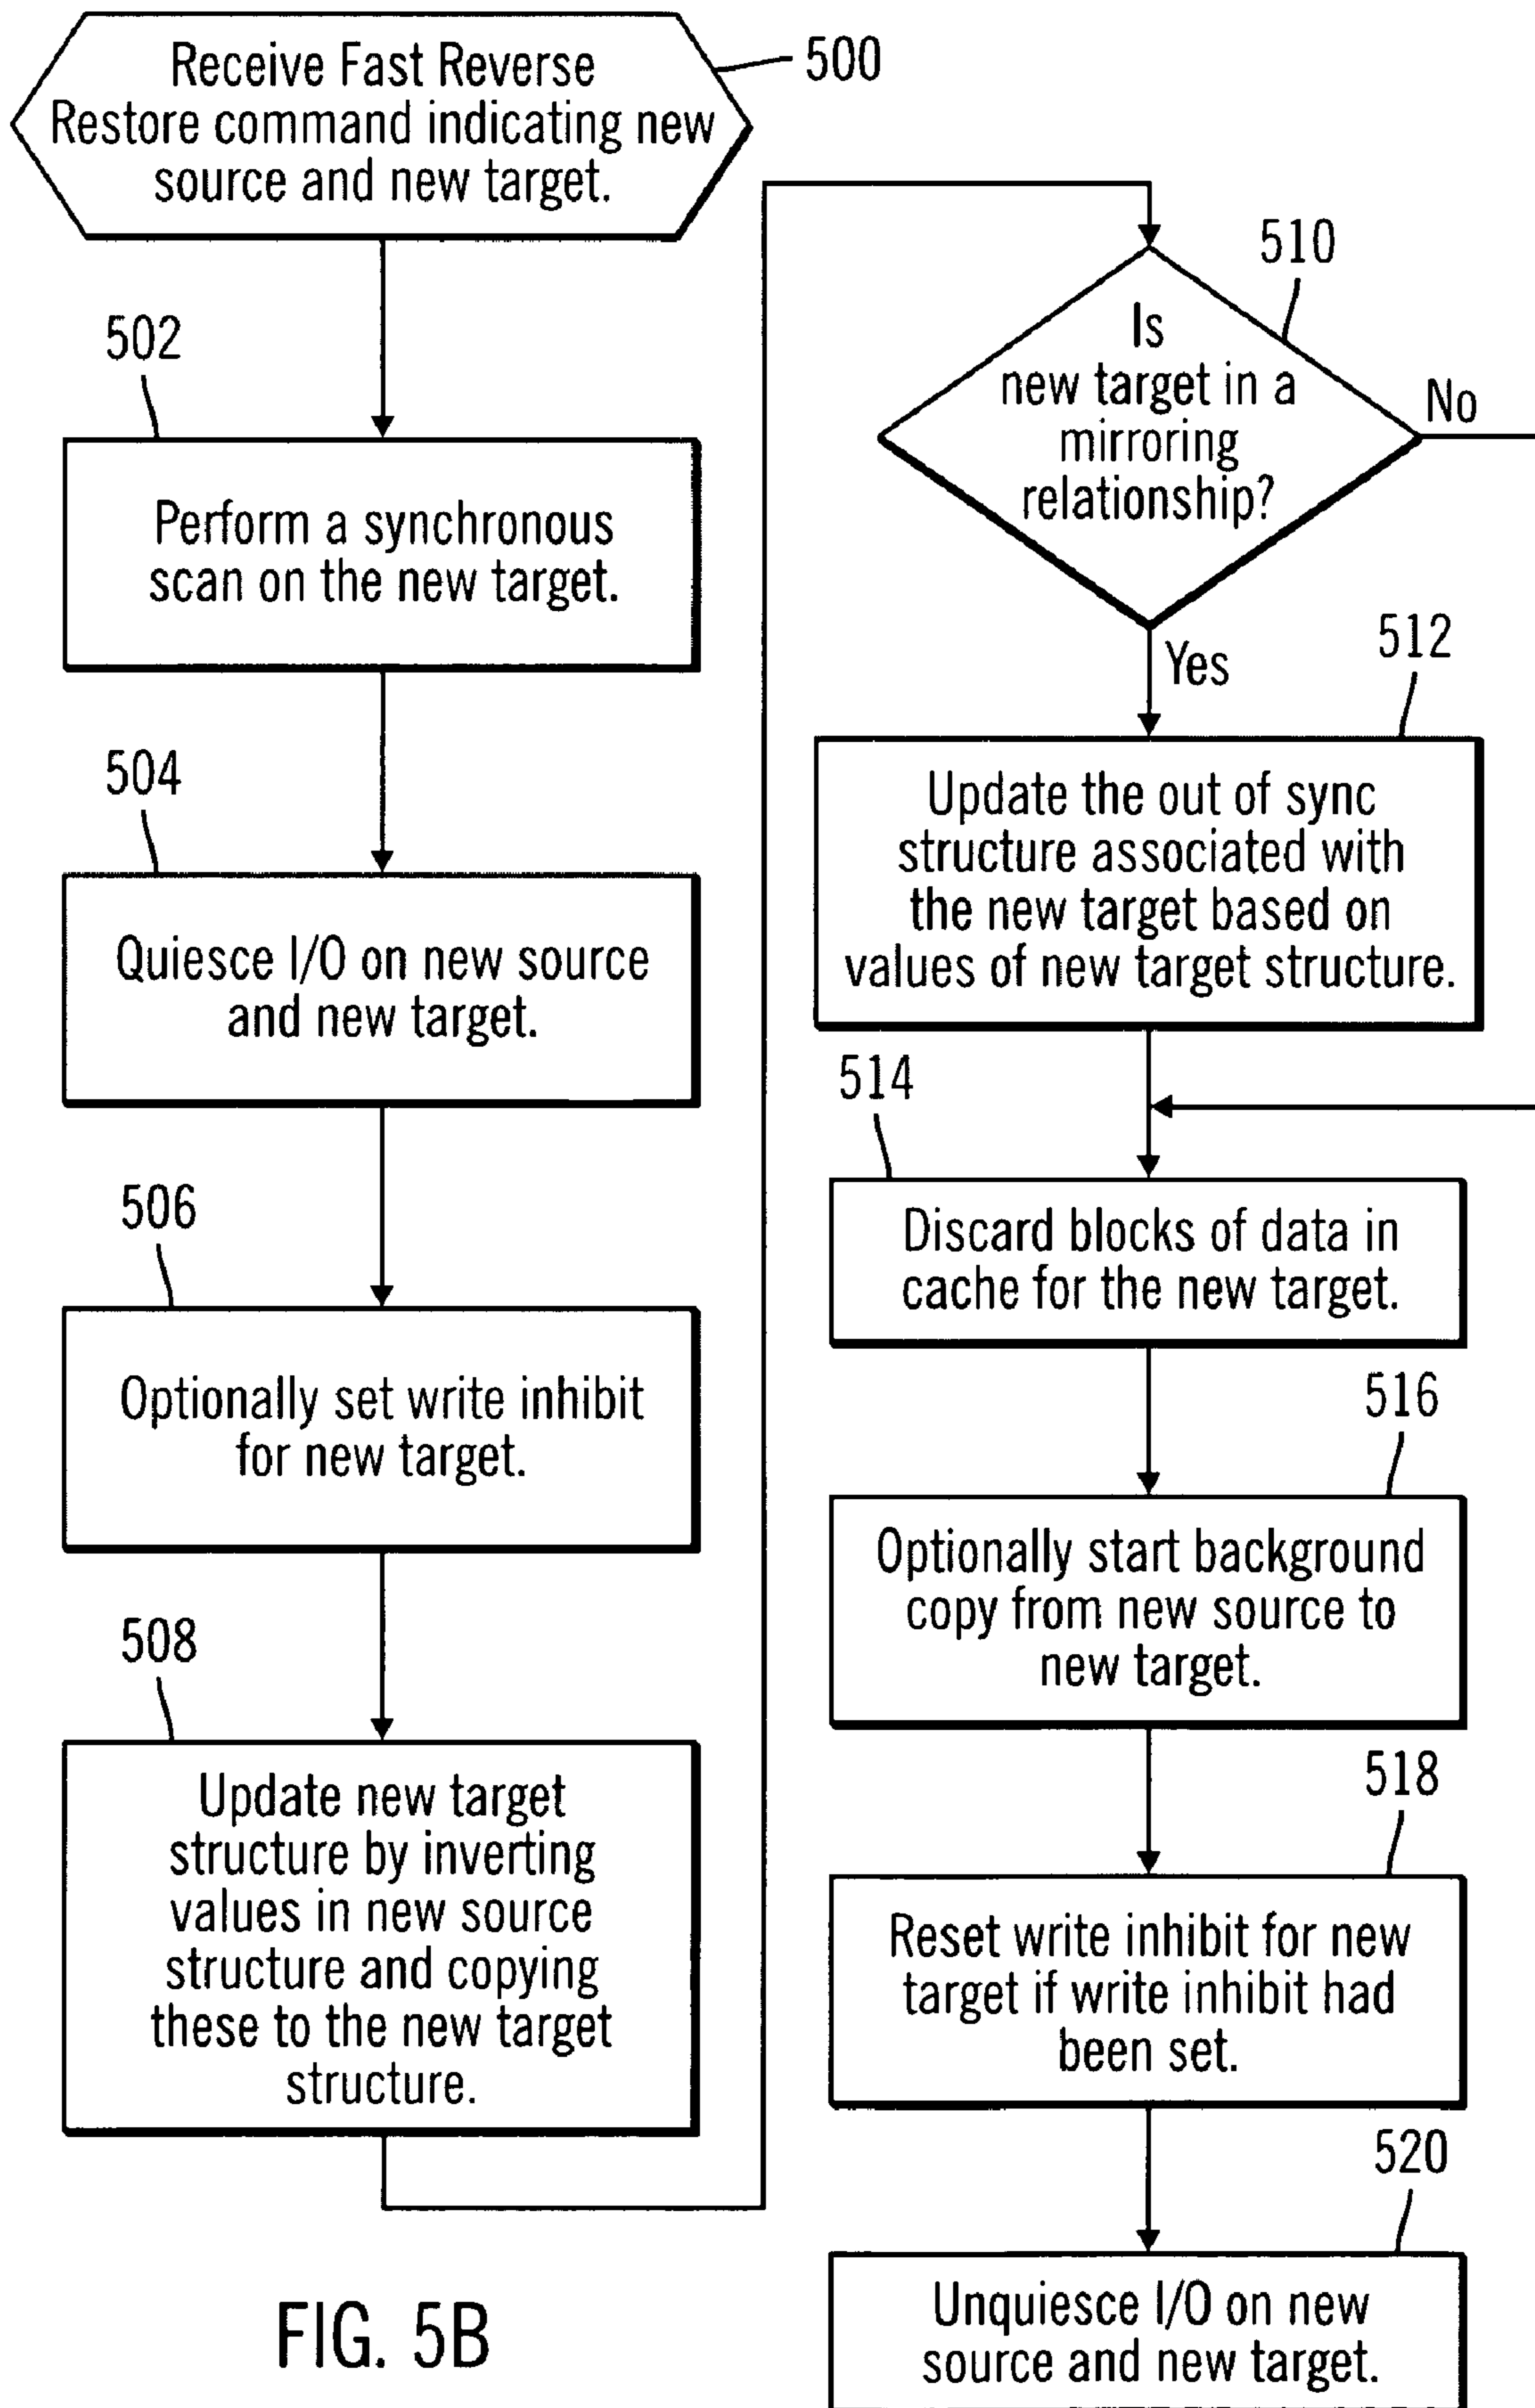 Receive Fast Reverse
Restore command indicating new
source and new target.
500
502
Perform a synchronous
scan on the new target.
504
Quiesce I/O on new source
and new target.
506
Optionally set write inhibit
for new target.
508
Update new target
structure by inverting
values in new source
structure and copying
these to the new target
structure.
510
Is
new target in a
mirroring
relationship?
No
Yes
512
Update the out of sync
structure associated with
the new target based on
values of new target structure.
514
Discard blocks of data in
cache for the new target.
516
Optionally start background
copy from new source to
new target.
518
Reset write inhibit for new
target if write inhibit had
been set.
520
Unquiesce I/O on new
source and new target.
FIG. 5B